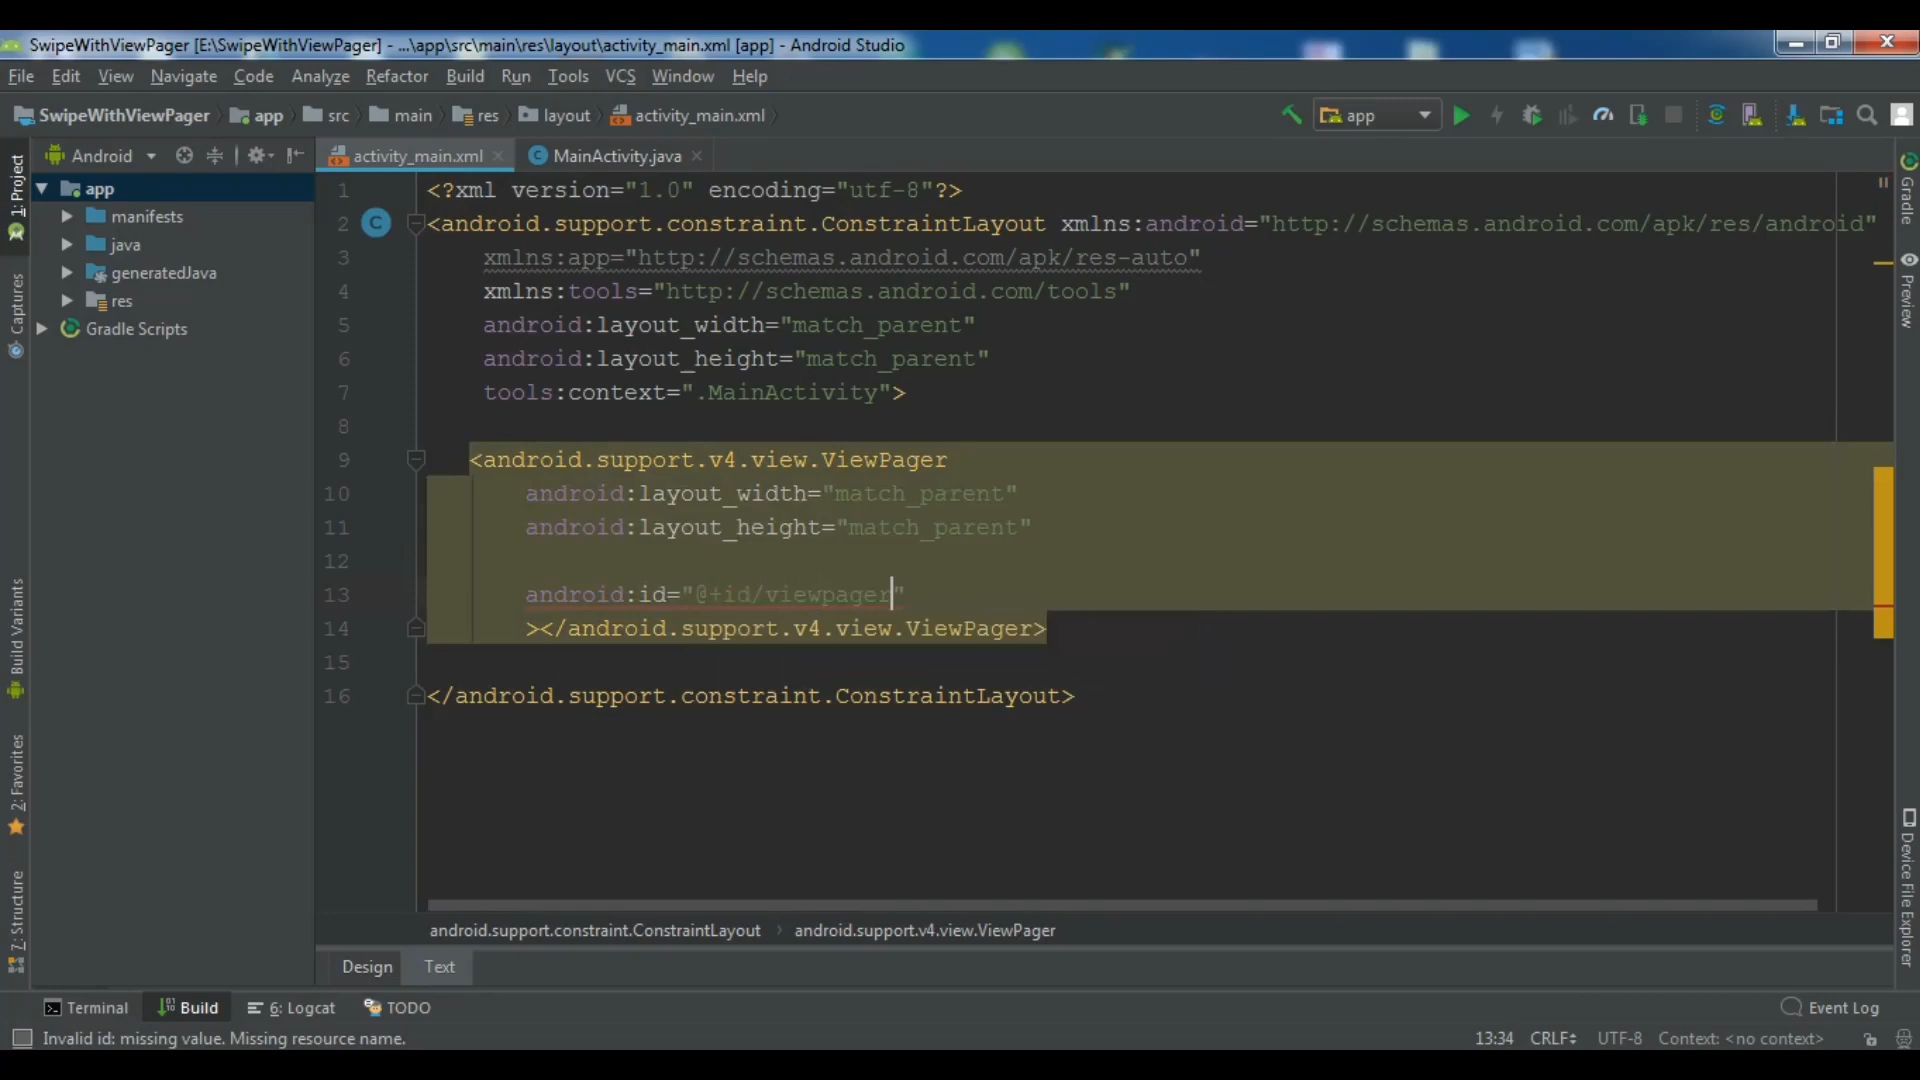 SwipeWithViewPager [E:\SwipeWithViewPager] - ...\app\src\main\res\layout\activity_main.xml [app] - Android Studio
File Edit View Navigate Code Analyze Refactor Build Run Tools VCS Window Help
SwipeWithViewPager app src main res layout activity_main.xml
app
Android
activity_main.xml
MainActivity.java
1: Project
Captures
Build Variants
2: Favorites
7: Structure
app
manifests
java
generatedJava
res
Gradle Scripts
1 <?xml version="1.0" encoding="utf-8"?>
2 <android.support.constraint.ConstraintLayout xmlns:android="http://schemas.android.com/apk/res/android"
3 xmlns:app="http://schemas.android.com/apk/res-auto"
4 xmlns:tools="http://schemas.android.com/tools"
5 android:layout_width="match_parent"
6 android:layout_height="match_parent"
7 tools:context=".MainActivity">
8
9 <android.support.v4.view.ViewPager
10 android:layout_width="match_parent"
11 android:layout_height="match_parent"
12
13 android:id="@+id/viewpager"
14 ></android.support.v4.view.ViewPager>
15
16 </android.support.constraint.ConstraintLayout>
Gradle
Preview
Device File Explorer
android.support.constraint.ConstraintLayout › android.support.v4.view.ViewPager
Design Text
Terminal Build 6: Logcat TODO Event Log
Invalid id: missing value. Missing resource name. 13:34 CRLF UTF-8 Context: <no context>